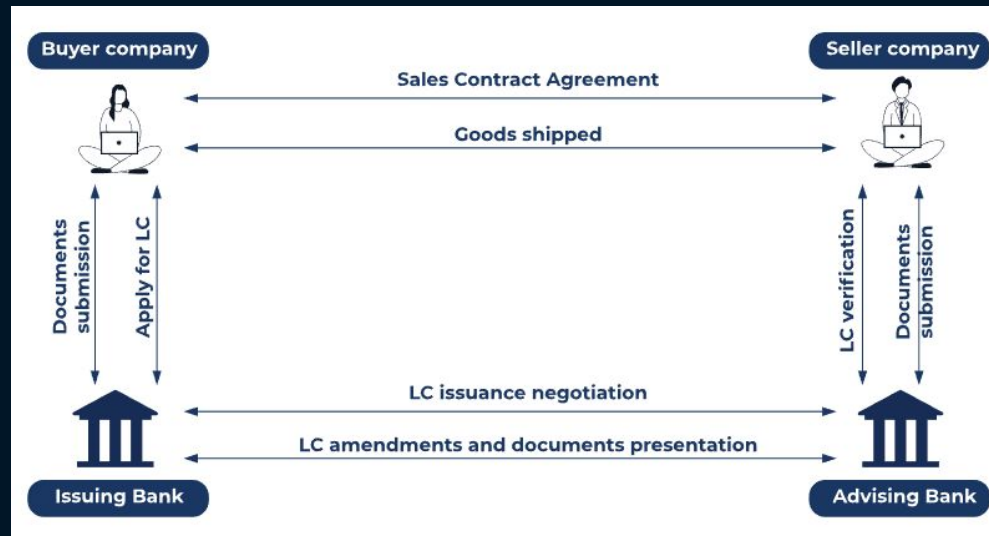 Buyer company
Seller company
Sales Contract Agreement
Goods shipped
Documents
submission
Apply for LC
LC verification
Documents
submission
LC issuance negotiation
LC amendments and documents presentation
Issuing Bank
Advising Bank